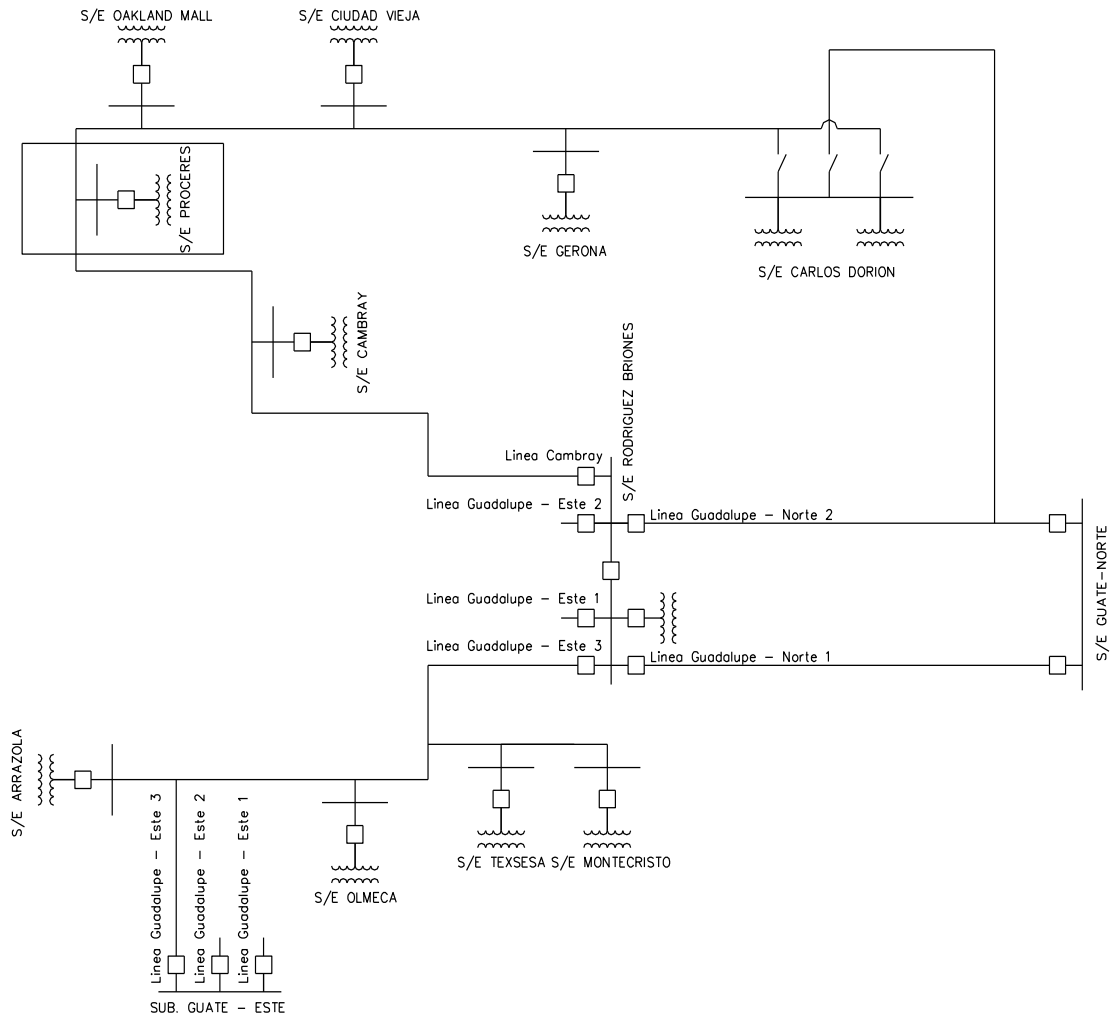 S/E OAKLAND MALL
S/E CIUDAD VIEJA
S/E PROCERES
S/E GERONA
S/E CARLOS DORION
S/E CAMBRAY
S/E RODRIGUEZ BRIONES
Linea Cambray
Linea Guadalupe - Este 2
Linea Guadalupe - Norte 2
S/E GUATE-NORTE
Linea Guadalupe - Este 1
Linea Guadalupe - Este 3
Linea Guadalupe - Norte 1
S/E ARRAZOLA
Linea Guadalupe - Este 3
Linea Guadalupe - Este 2
Linea Guadalupe - Este 1
S/E TEXSESA
S/E MONTECRISTO
S/E OLMECA
SUB. GUATE - ESTE